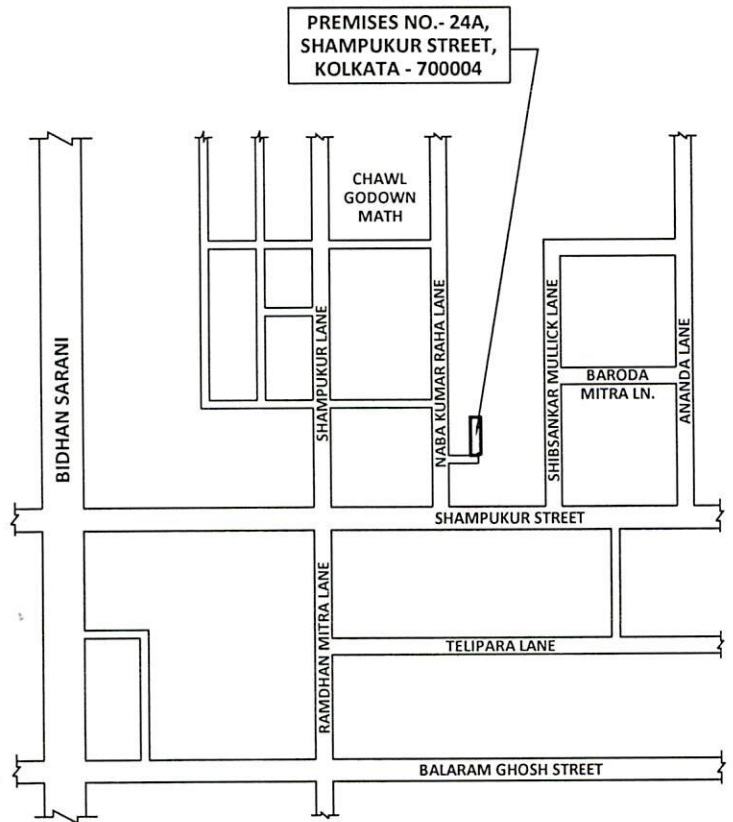 PREMISES NO.- 24A,
SHAMPUKUR STREET,
KOLKATA - 700004
CHAWL
GODOWN
MATH
BIDHAN SARANI
SHAMPUKUR LANE
NABA KUMAR RAHA LANE
SHIBSANKAR MULLICK LANE
BARODA
MITRA LN.
ANANDA LANE
SHAMPUKUR STREET
RAMDHAN MITRA LANE
TELIPARA LANE
BALARAM GHOSH STREET